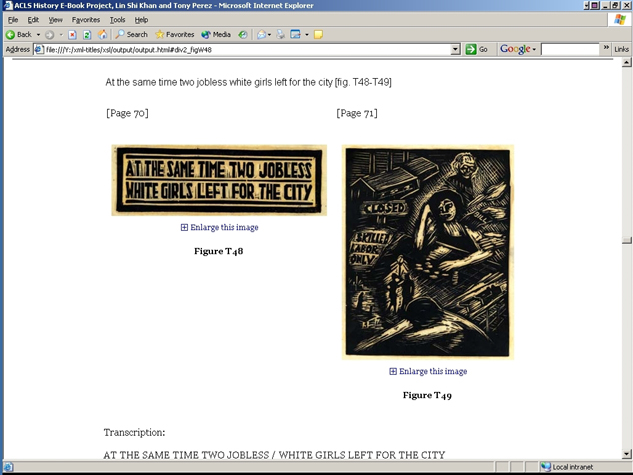 ACLS History E-Book Project, Lin Shi Khan and Tony Perez - Microsoft Internet Explorer
File Edit View Favorites Tools Help
Back Search Favorites Media
Address file:///Y:/xml-titles/xsl/output/output.html#div2_figW48 Go Google Links
At the same time two jobless white girls left for the city [fig. T48-T49]
[Page 70] [Page 71]
AT THE SAME TIME TWO JOBLESS
WHITE GIRLS LEFT FOR THE CITY
CLOSED
SKILLED
LABOR
ONLY
BILL
Enlarge this image
Figure T48
Enlarge this image
Figure T49
Transcription:
AT THE SAME TIME TWO JOBLESS / WHITE GIRLS LEFT FOR THE CITY
Local intranet